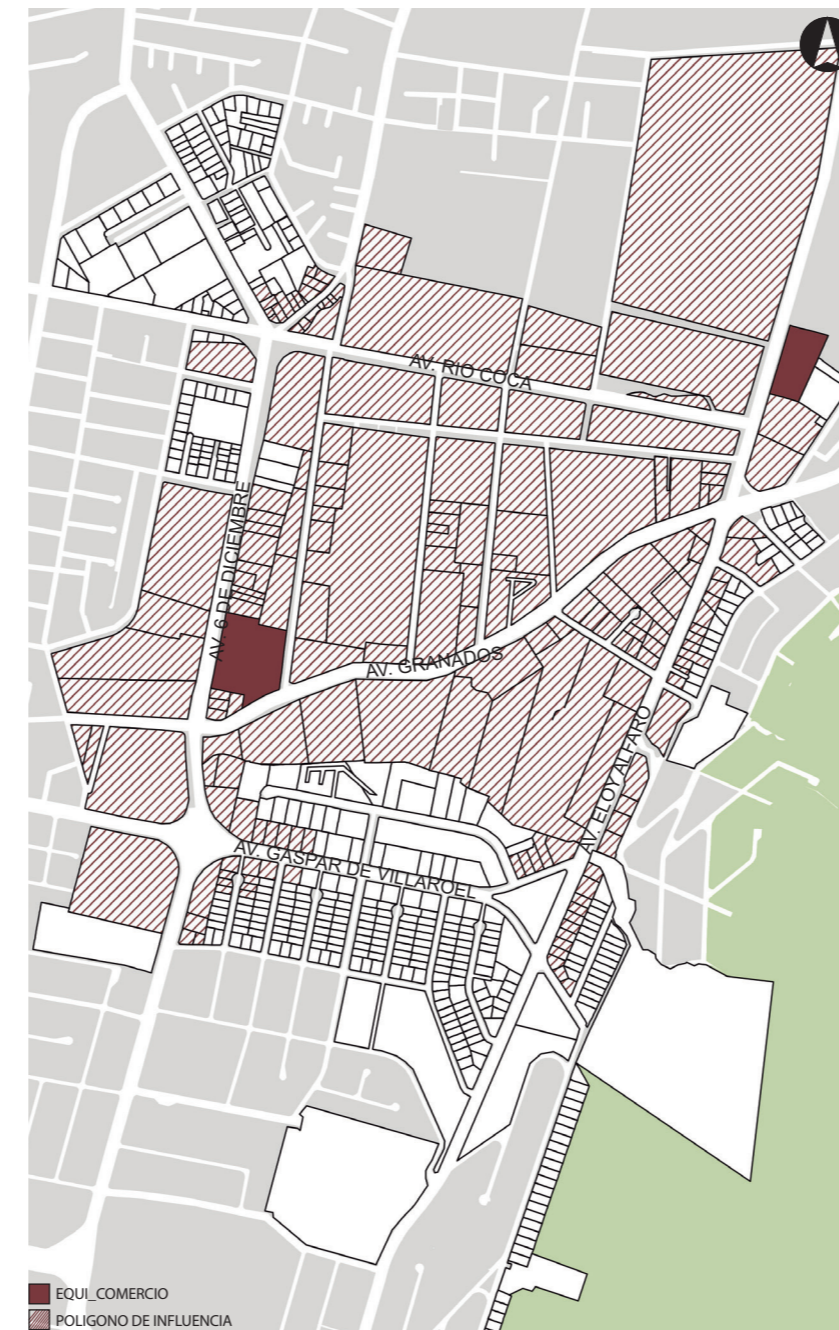 AV. RIO COCA
AV. 6 DE DICIEMBRE
AV. GRANADOS
AV. ELOY ALFARO
AV. GASPAR DE VILLAROEL
EQUI_COMERCIO
POLIGONO DE INFLUENCIA